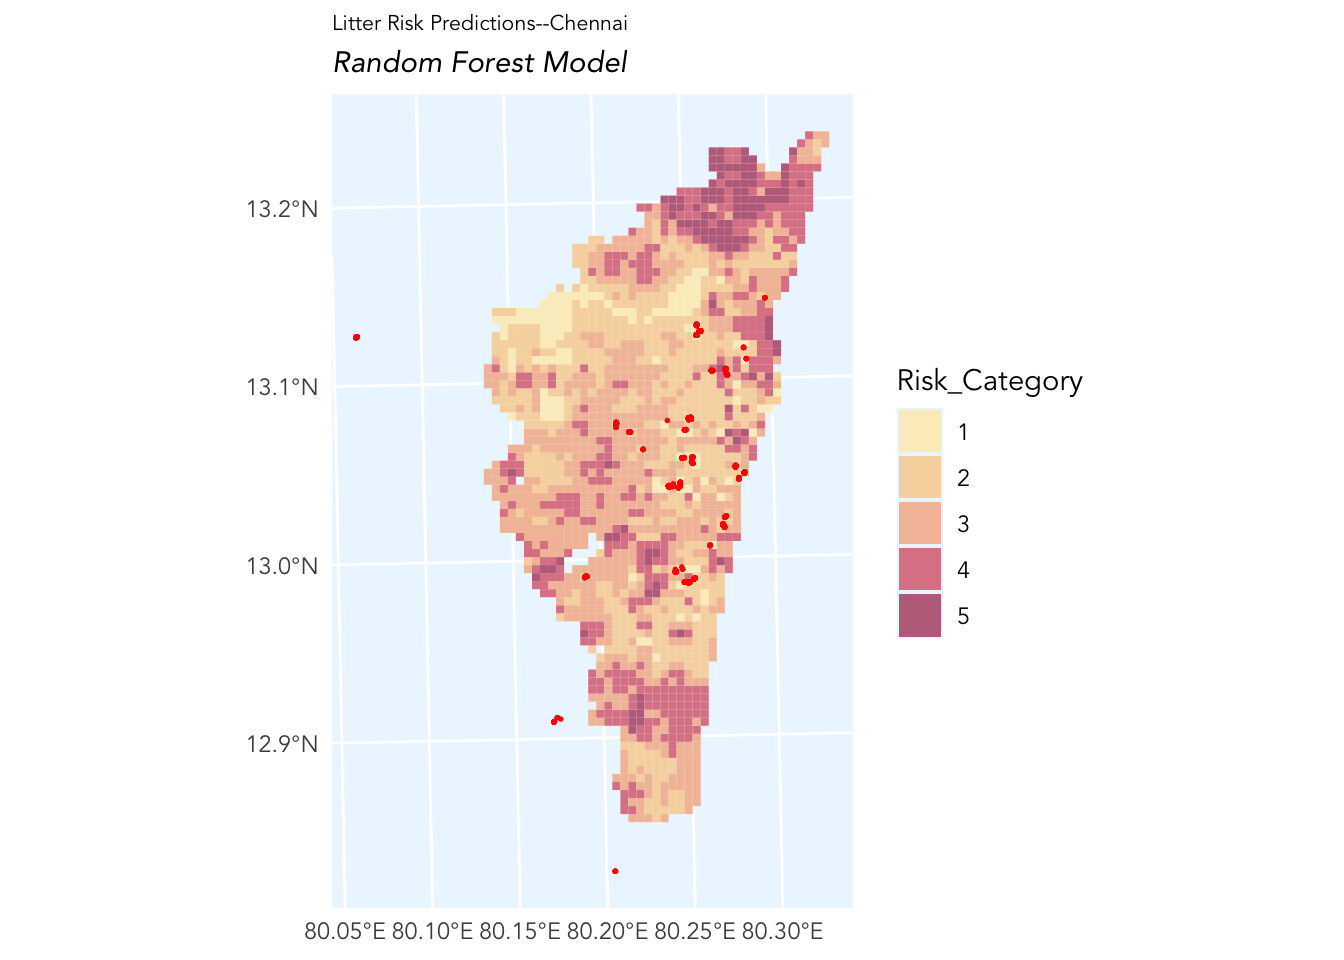 Litter Risk Predictions--Chennai
Random Forest Model
13.2°N
13.1°N
13.0°N
12.9°N
80.05°E 80.10°E 80.15°E 80.20°E 80.25°E 80.30°E
Risk_Category
1
2
3
4
5